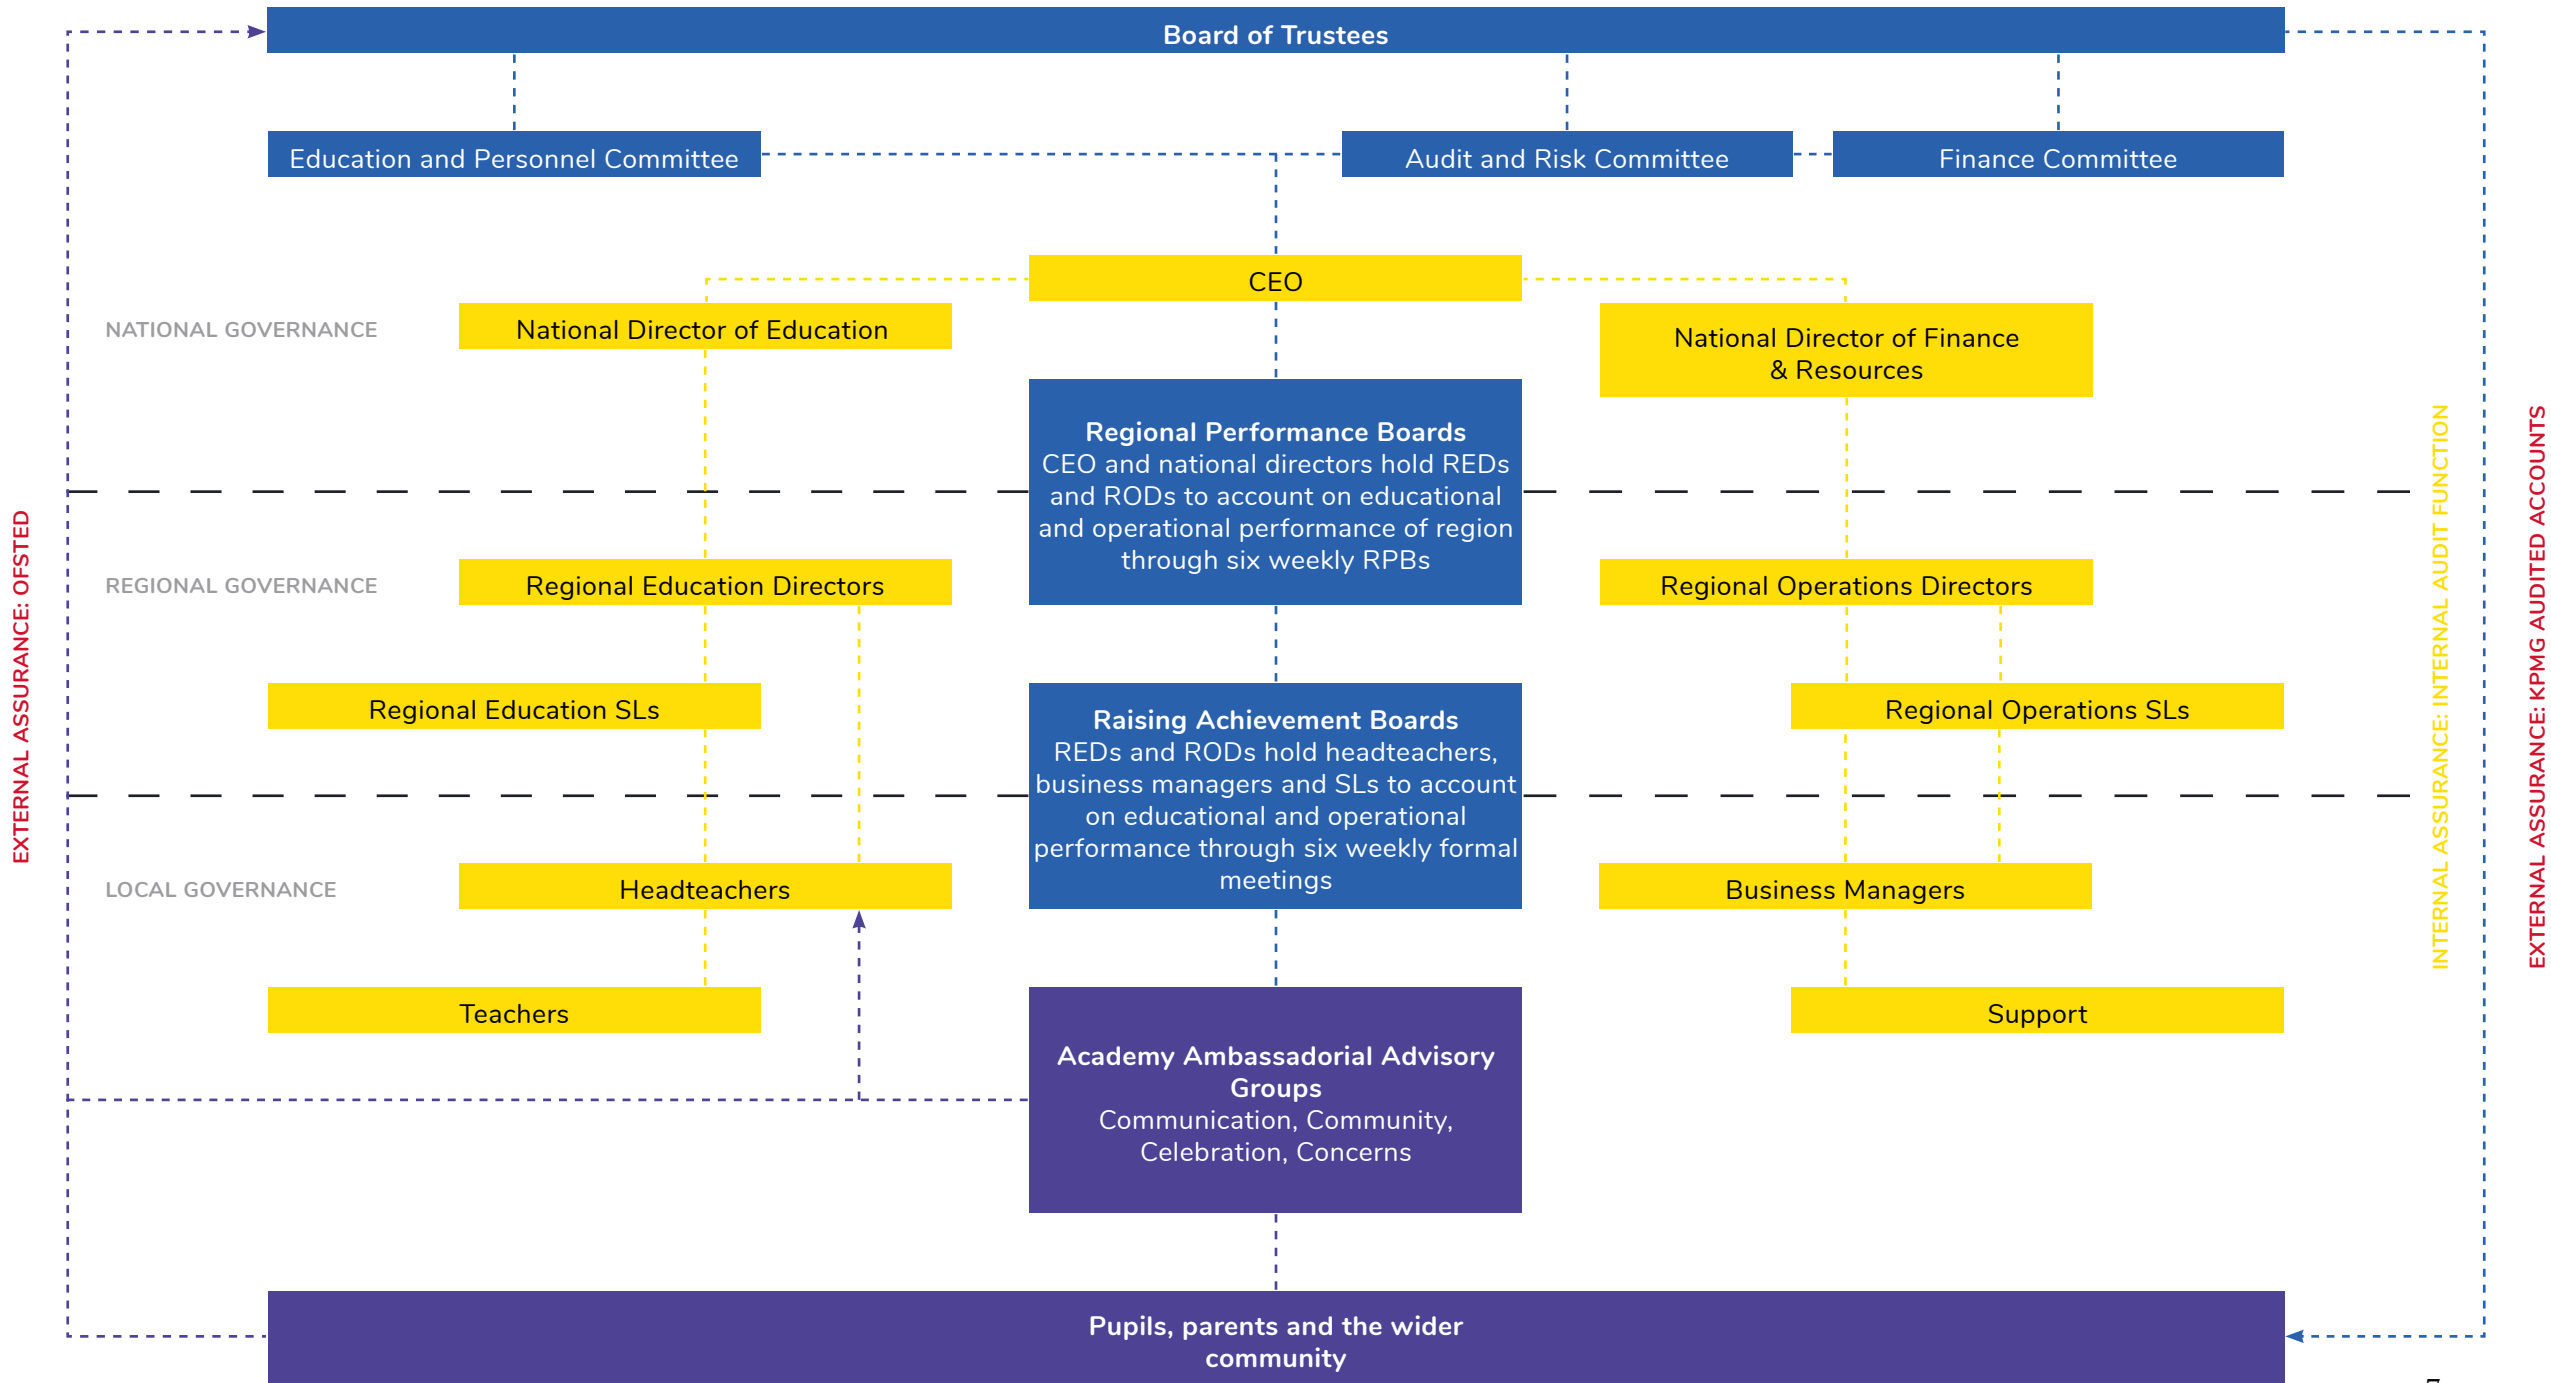 Board of Trustees
Education and Personnel Committee
Audit and Risk Committee
Finance Committee
CEO
NATIONAL GOVERNANCE
National Director of Education
National Director of Finance
& Resources
Regional Performance Boards
CEO and national directors hold REDs
and RODs to account on educational
and operational performance of region
through six weekly RPBs
REGIONAL GOVERNANCE
Regional Education Directors
Regional Operations Directors
Regional Education SLs
Raising Achievement Boards
REDs and RODs hold headteachers,
business managers and SLs to account
on educational and operational
performance through six weekly formal
meetings
Regional Operations SLs
LOCAL GOVERNANCE
Headteachers
Business Managers
Teachers
Support
Academy Ambassadorial Advisory
Groups
Communication, Community,
Celebration, Concerns
Pupils, parents and the wider
community
EXTERNAL ASSURANCE: OFSTED
INTERNAL ASSURANCE: INTERNAL AUDIT FUNCTION
EXTERNAL ASSURANCE: KPMG AUDITED ACCOUNTS